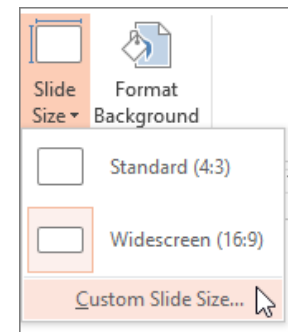 Slide Format
Size Background
Standard (4:3)
Widescreen (16:9)
Custom Slide Size...